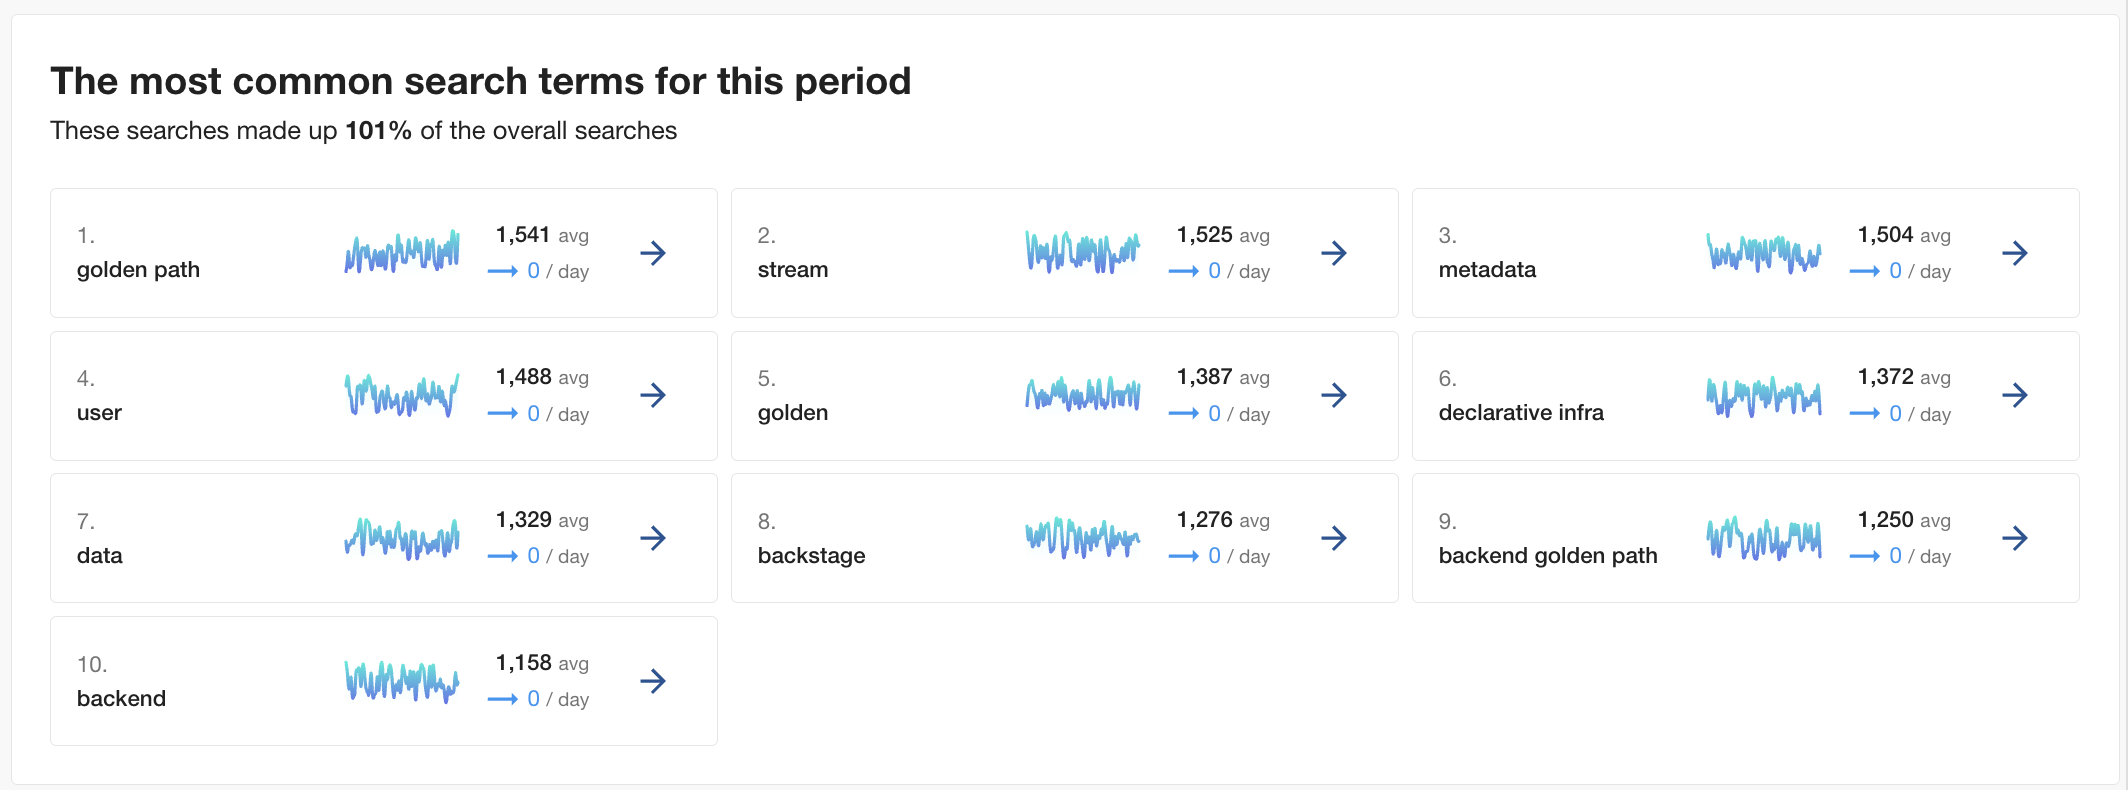 The most common search terms for this period
These searches made up 101% of the overall searches
1.
golden path
1,541 avg
0 / day
2.
stream
1,525 avg
0 / day
3.
metadata
1,504 avg
0 / day
4.
user
1,488 avg
0 / day
5.
golden
1,387 avg
0 / day
6.
declarative infra
1,372 avg
0 / day
7.
data
1,329 avg
0 / day
8.
backstage
1,276 avg
0 / day
9.
backend golden path
1,250 avg
0 / day
10.
backend
1,158 avg
0 / day